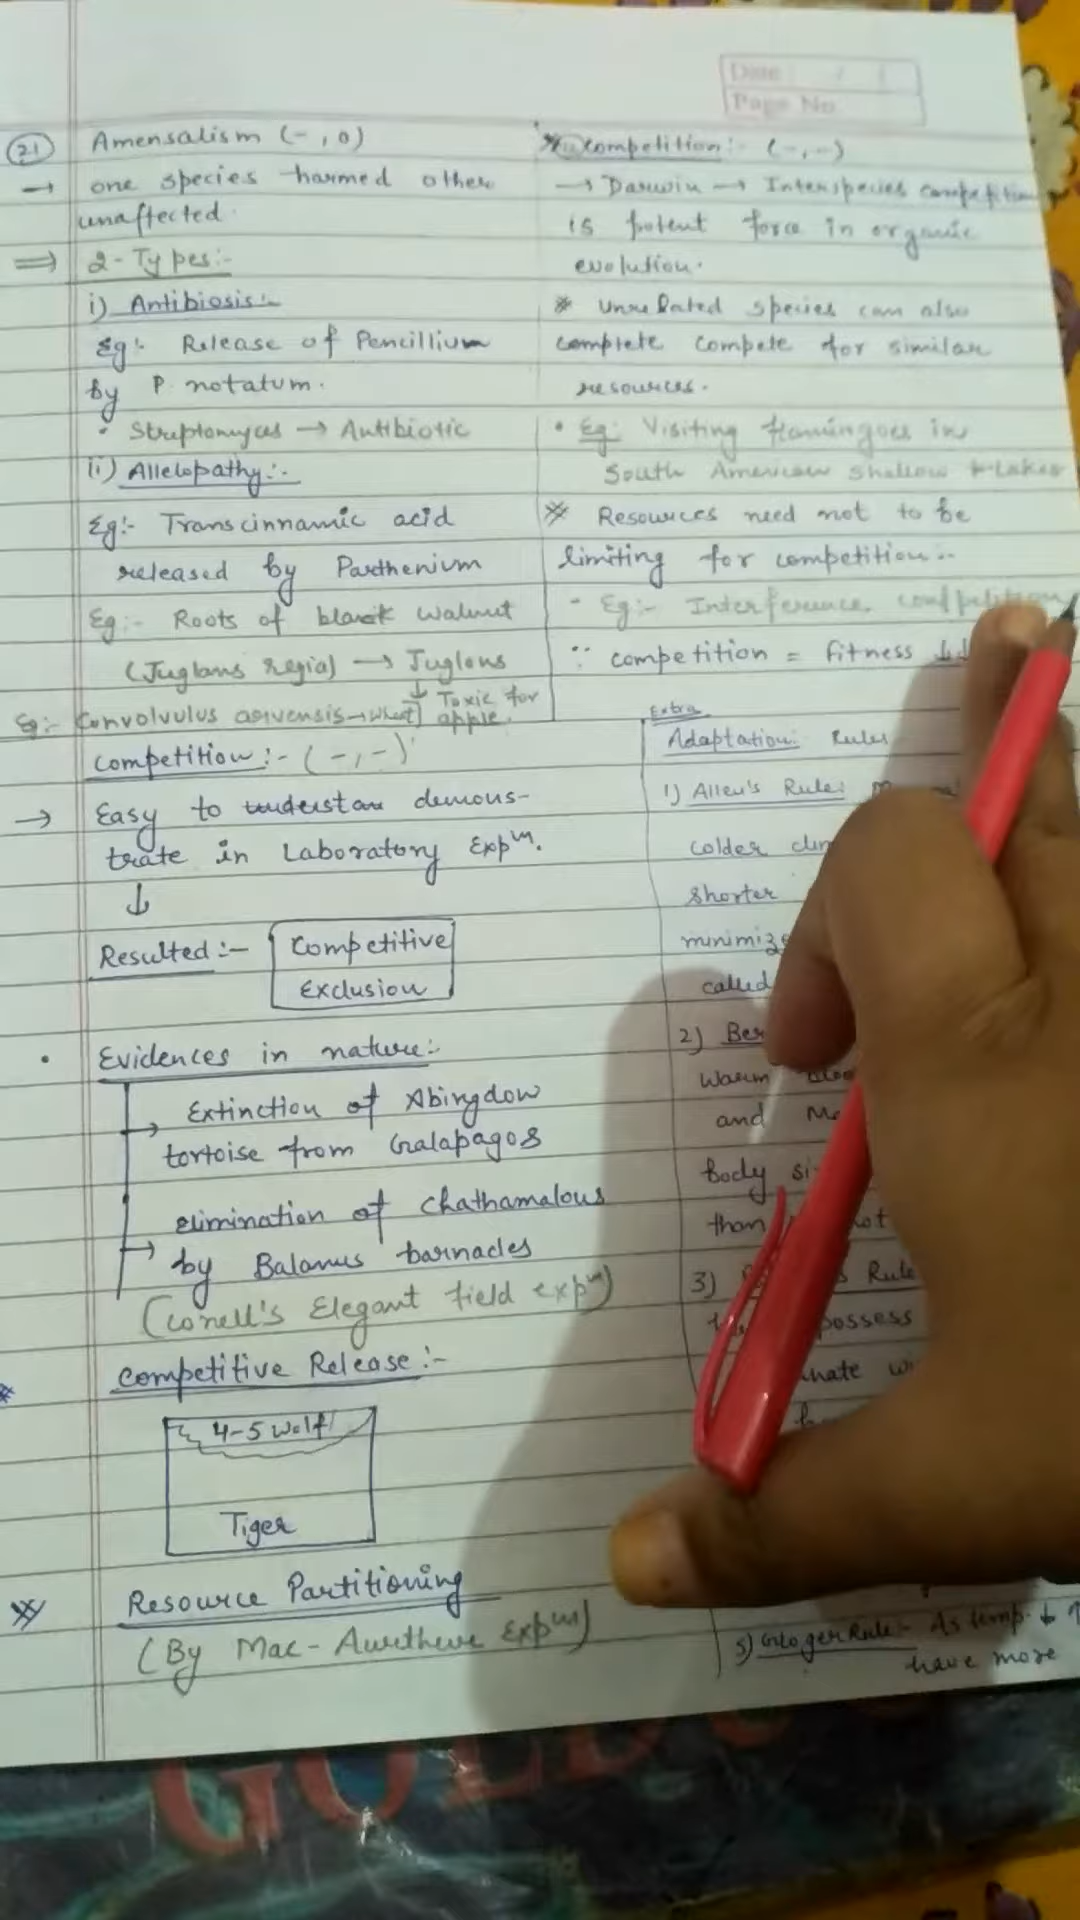 Date
Page No
21
Amensalism (-, 0)
→ one species harmed other
unaffected.
⇒ 2-Types:-
i) Antibiosis:-
Eg:- Release of Pencillium
by P. notatum.
• Streptomyces → Antibiotic
ii) Allelopathy:-
Eg:- Transcinnamic acid
released by Parthenium
Eg:- Roots of black walnut
(Juglans regia) → Juglons
↓ Toxic for
apple.
Eg:- Convolvulus arvensis → wheat
competition:- (-,-)
→ Easy to demons-
trate in Laboratory Expm.
↓
Resulted:- Competitive
Exclusion
• Evidences in nature:-
→ Extinction of Abingdow
tortoise from Galapagos
→ elimination of Chathamalous
by Balanus barnacles
(Conell's Elegant field expm)
Competitive Release:-
4-5 Wolf
Tiger
Resource Partitioning
(By Mac-Aurthure Expm)
competition:- (-,-)
→ Darwin → Interspecies competition
is potent force in organic
evolution.
* Unrelated species can also
complete compete for similar
resources.
• Eg: Visiting flamingoes in
South American shallow Lakes
* Resources need not to be
limiting for competition:-
- Eg:- Interference competition
∵ competition = fitness ↓↓
Extra
Adaptation: Rules
1) Allen's Rule:
colder
shorter
called
2)
warm
and
body
than
3) Rule
possess
5) Gloger Rule:- As temp. ↓
have more
GOLD